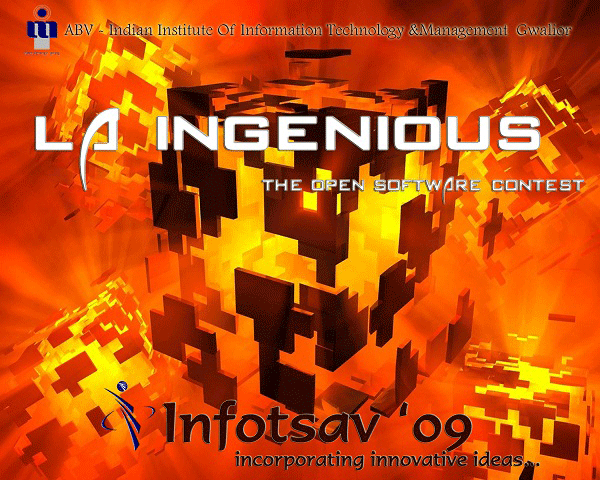 ABV - Indian Institute Of Information Technology &Management Gwalior
LA INGENIOUS
THE OPEN SOFTWARE CONTEST
Infotsav '09
incorporating innovative ideas...